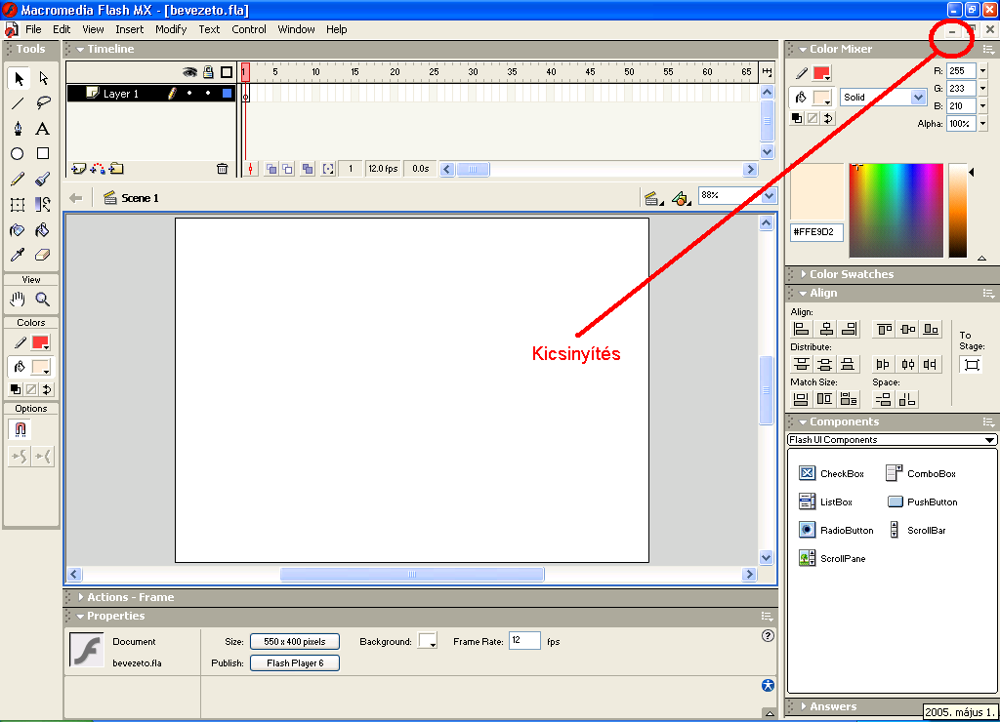 Macromedia Flash MX - [bevezeto.fla]
File Edit View Insert Modify Text Control Window Help
Tools
Timeline
1 5 10 15 20 25 30 35 40 45 50 55 60 65
Layer 1
1 12.0 fps 0.0s
Scene 1
88%
View
Colors
Options
Kicsinyítés
Color Mixer
R: 255
Solid
G: 233
B: 210
Alpha: 100%
#FFE9D2
Color Swatches
Align
Align:
To
Stage:
Distribute:
Match Size: Space:
Components
Flash UI Components
CheckBox ComboBox
ListBox PushButton
RadioButton ScrollBar
ScrollPane
Actions - Frame
Properties
Document
Size: 550 x 400 pixels Background: Frame Rate: 12 fps
bevezeto.fla
Publish: Flash Player 6
Answers
2005. május 1.